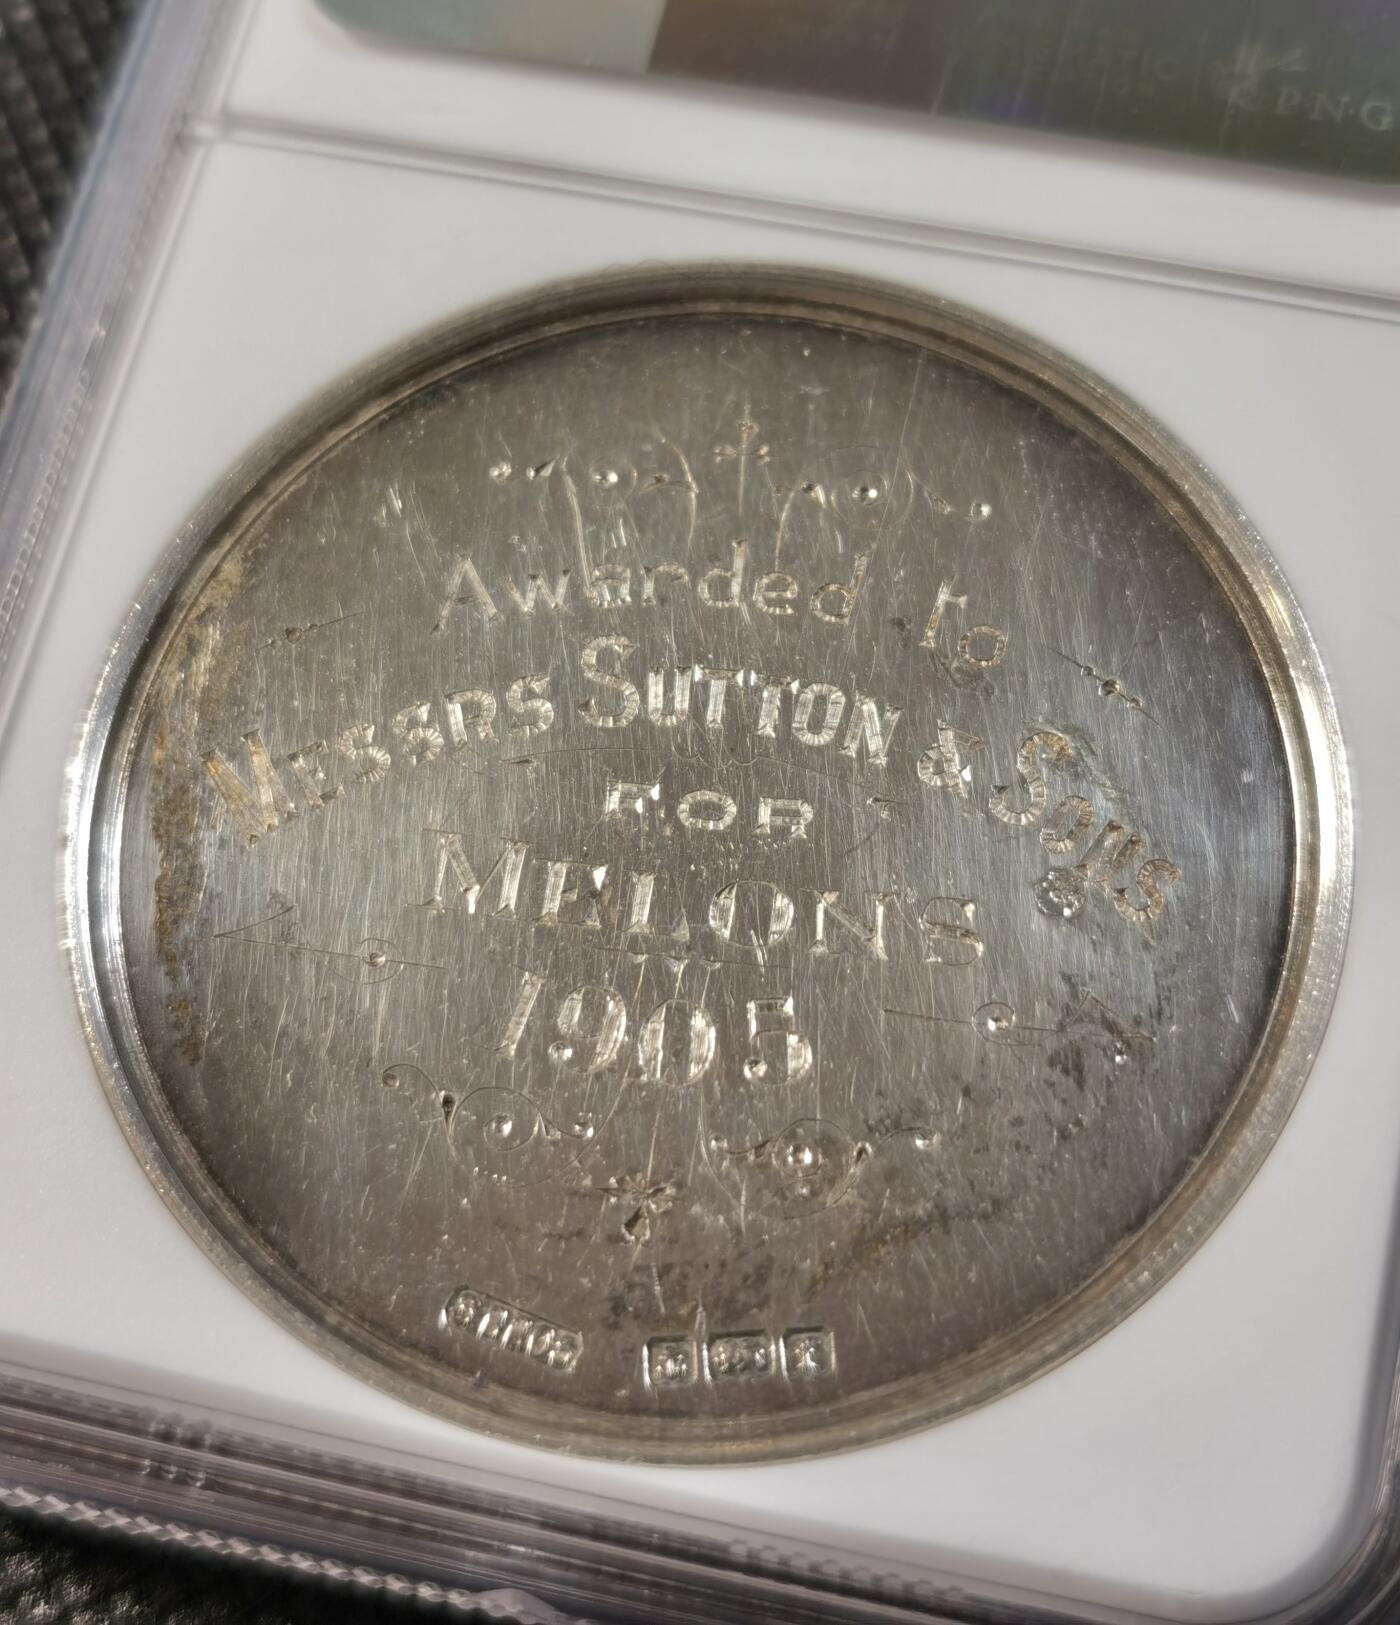 Awarded to
MESSRS SUTTON & SONS
FOR
MELONS
1905